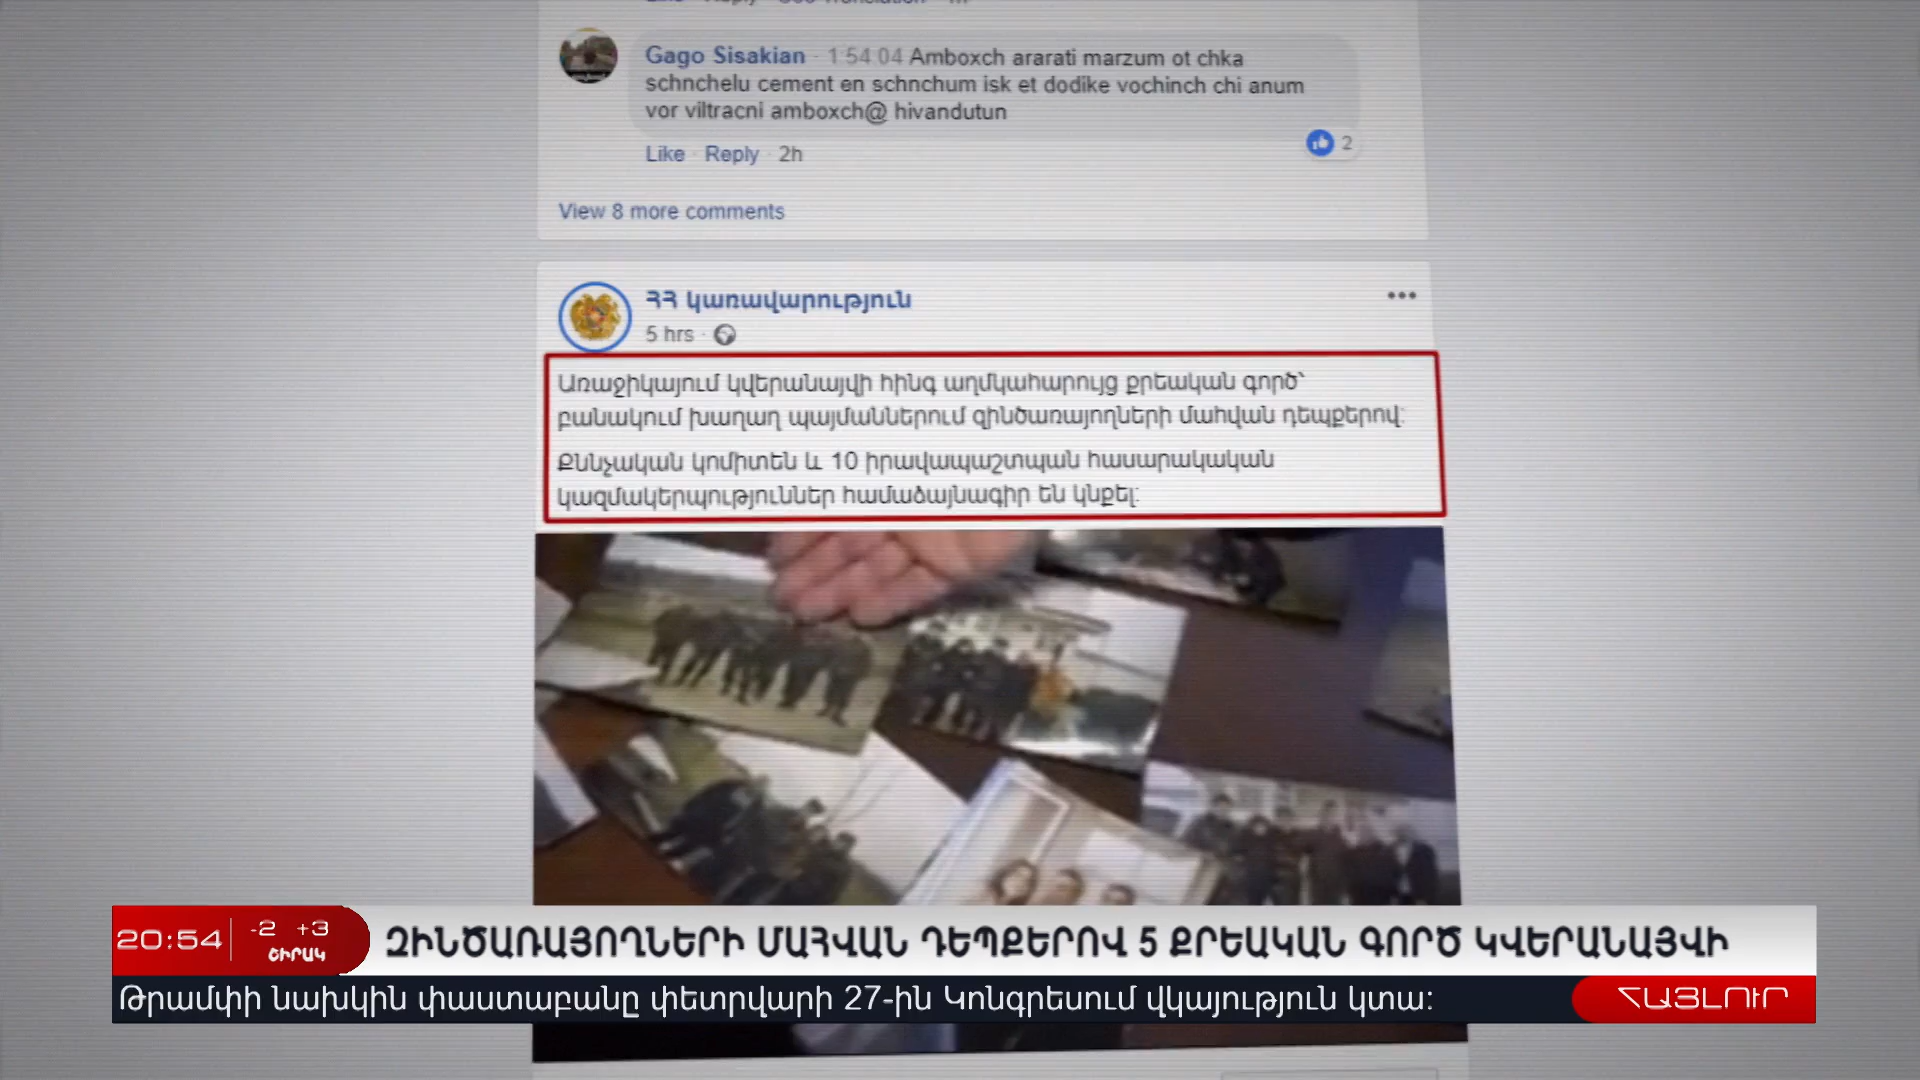 Gago Sisakian · 1:54:04 Amboxch ararati marzum ot chka
schnchelu cement en schnchum isk et dodike vochinch chi anum
vor viltracni amboxch@ hivandutun
2
Like · Reply · 2h
View 8 more comments
ՀՀ կառավարություն
5 hrs ·
Առաջիկայում կվերանայվի հինգ աղմկահարույց քրեական գործ՝
բանակում խաղաղ պայմաններում զինծառայողների մահվան դեպքերով:
Քննչական կոմիտեն և 10 իրավապաշտպան հասարակական
կազմակերպություններ համաձայնագիր են կնքել:
20:54 -2 +3
ՇԻՐԱԿ
ԶԻՆԾԱՌԱՅՈՂՆԵՐԻ ՄԱՀՎԱՆ ԴԵՊՔԵՐՈՎ 5 ՔՐԵԱԿԱՆ ԳՈՐԾ ԿՎԵՐԱՆԱՅՎԻ
Թրամփի նախկին փաստաբանը փետրվարի 27-ին Կոնգրեսում վկայություն կտա:
ՀԱՅԼՈՒՐ